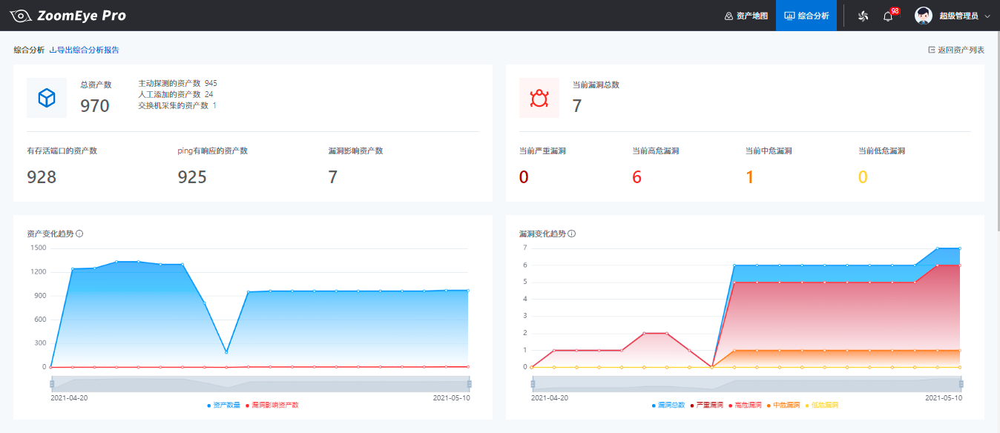 ZoomEye Pro
资产地图
综合分析
98
超级管理员
综合分析 导出综合分析报告
返回资产列表
总资产数
970
主动探测的资产数 945
人工添加的资产数 24
交换机采集的资产数 1
有存活端口的资产数
928
ping有响应的资产数
925
漏洞影响资产数
7
当前漏洞总数
7
当前严重漏洞
0
当前高危漏洞
6
当前中危漏洞
1
当前低危漏洞
0
资产变化趋势
1500
1200
900
600
300
0
2021-04-20
2021-05-10
资产数量 漏洞影响资产数
漏洞变化趋势
7
6
5
4
3
2
1
0
2021-04-20
2021-05-10
漏洞总数 严重漏洞 高危漏洞 中危漏洞 低危漏洞